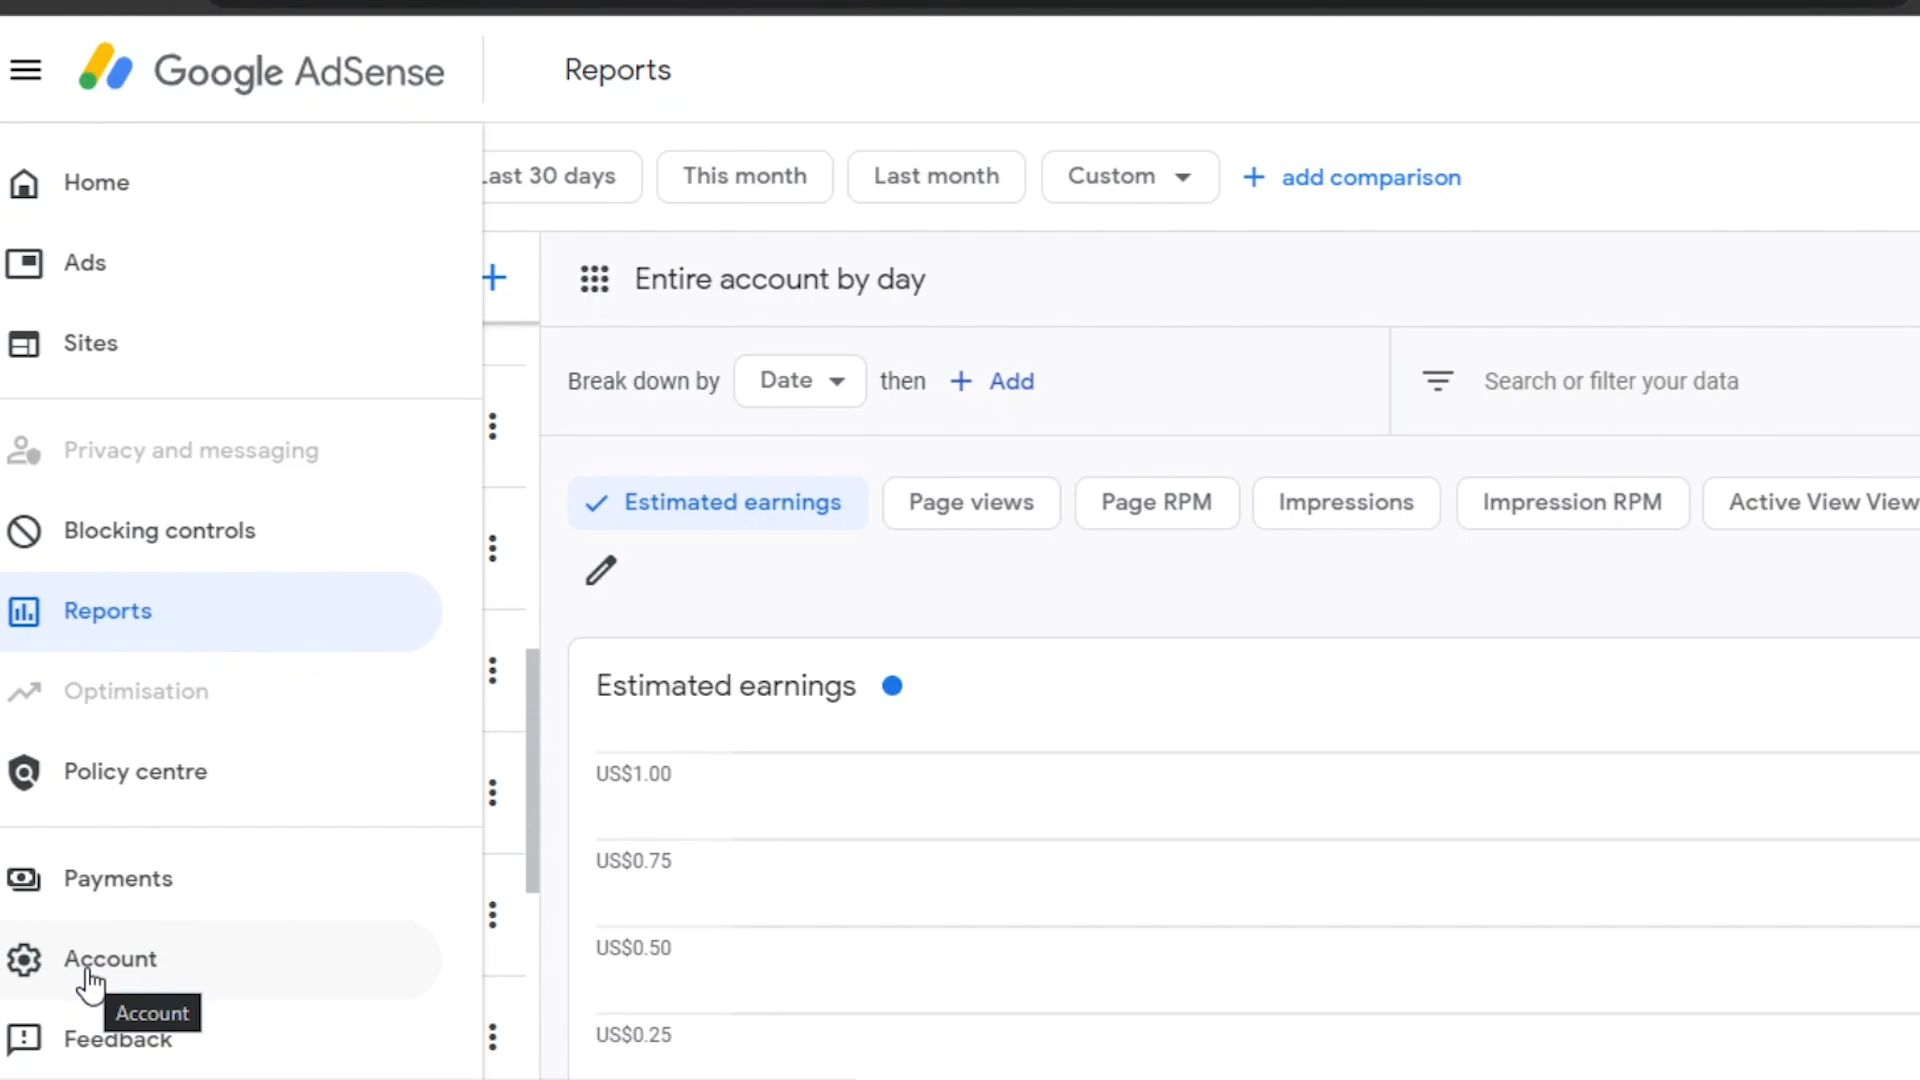 Google AdSense
Reports
Home
Ads
Sites
Privacy and messaging
Blocking controls
Reports
Optimisation
Policy centre
Payments
Account
Account
Feedback
Last 30 days
This month
Last month
Custom
+ add comparison
+
Entire account by day
Break down by
Date
then
+ Add
Search or filter your data
Estimated earnings
Page views
Page RPM
Impressions
Impression RPM
Active View View
Estimated earnings
US$1.00
US$0.75
US$0.50
US$0.25